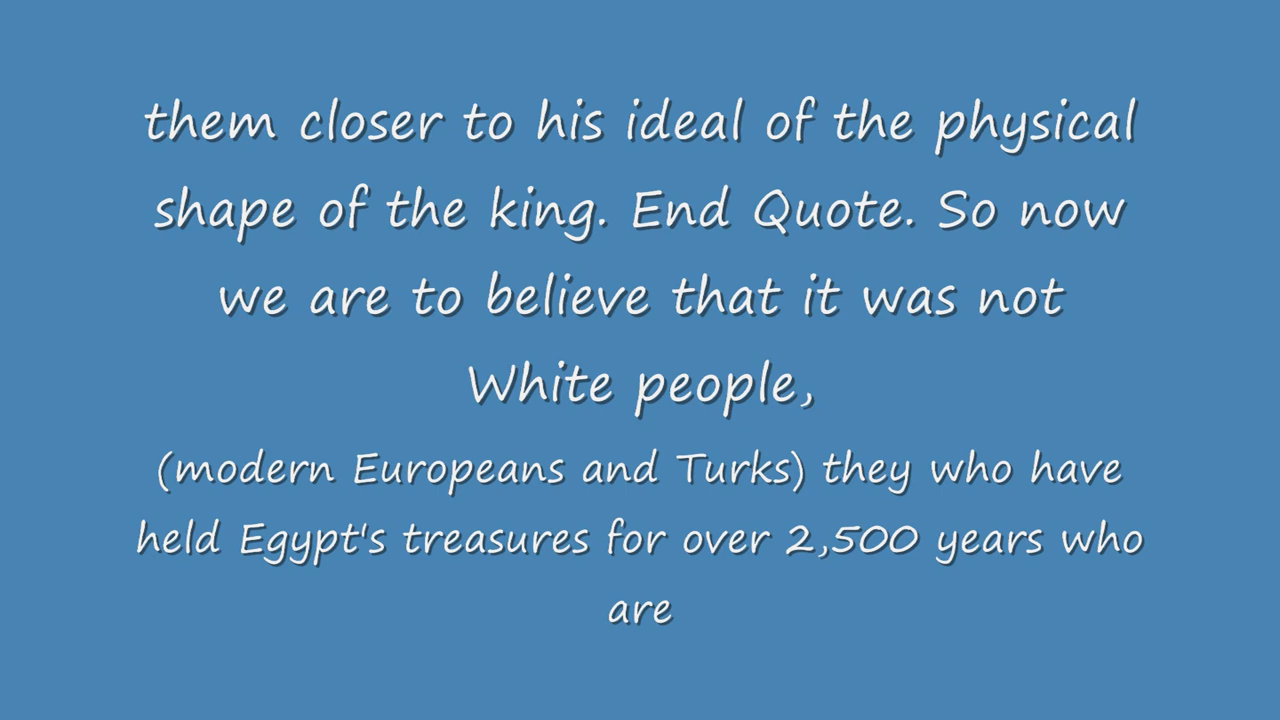 them closer to his ideal of the physical
shape of the king. End Quote. So now
we are to believe that it was not
White people,
(modern Europeans and Turks) they who have
held Egypt's treasures for over 2,500 years who
are